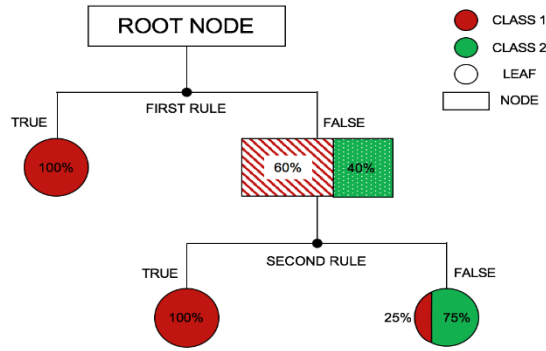 ROOT NODE
CLASS 1
CLASS 2
LEAF
NODE
FIRST RULE
TRUE
FALSE
100%
60%
40%
SECOND RULE
TRUE
FALSE
100%
25%
75%